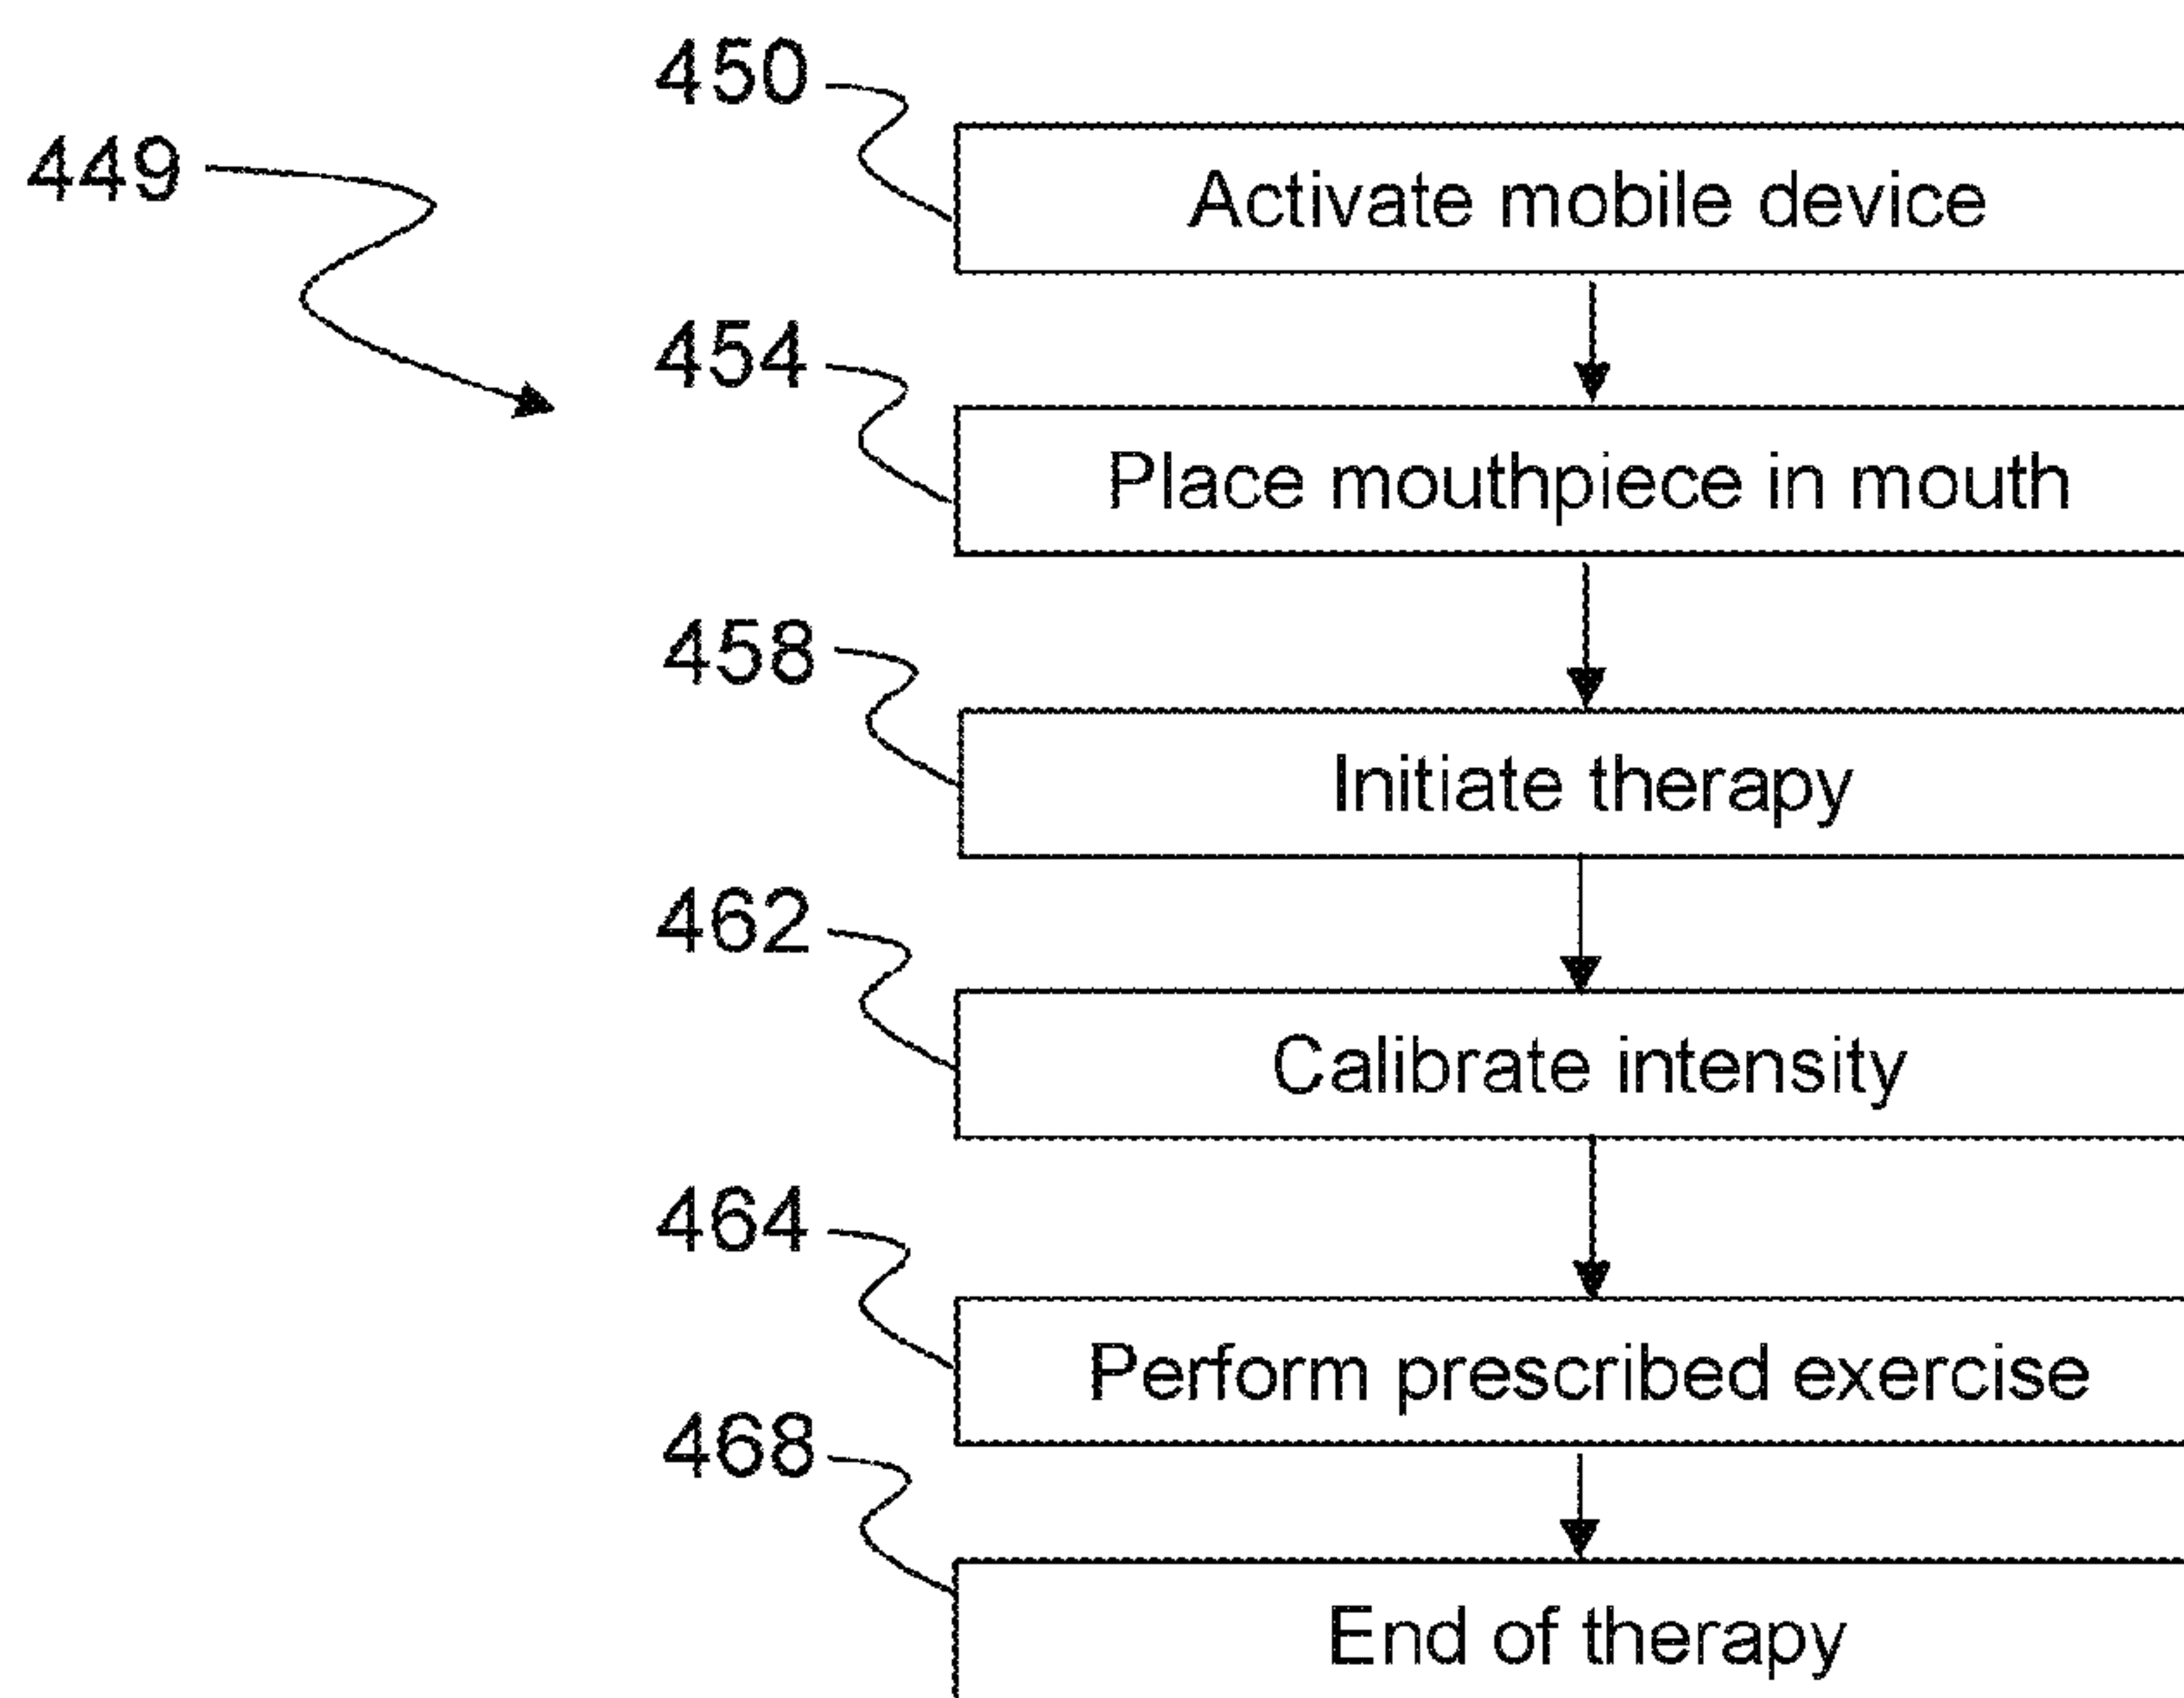 450
Activate mobile device
449
454
Place mouthpiece in mouth
458
Initiate therapy
462
Calibrate intensity
464
Perform prescribed exercise
468
End of therapy